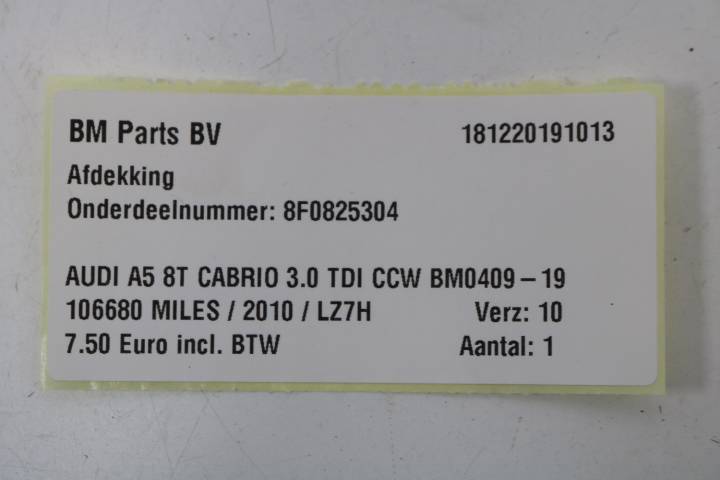 BM Parts BV 181220191013
Afdekking
Onderdeelnummer: 8F0825304
AUDI A5 8T CABRIO 3.0 TDI CCW BM0409-19
106680 MILES / 2010 / LZ7H Verz: 10
7.50 Euro incl. BTW Aantal: 1